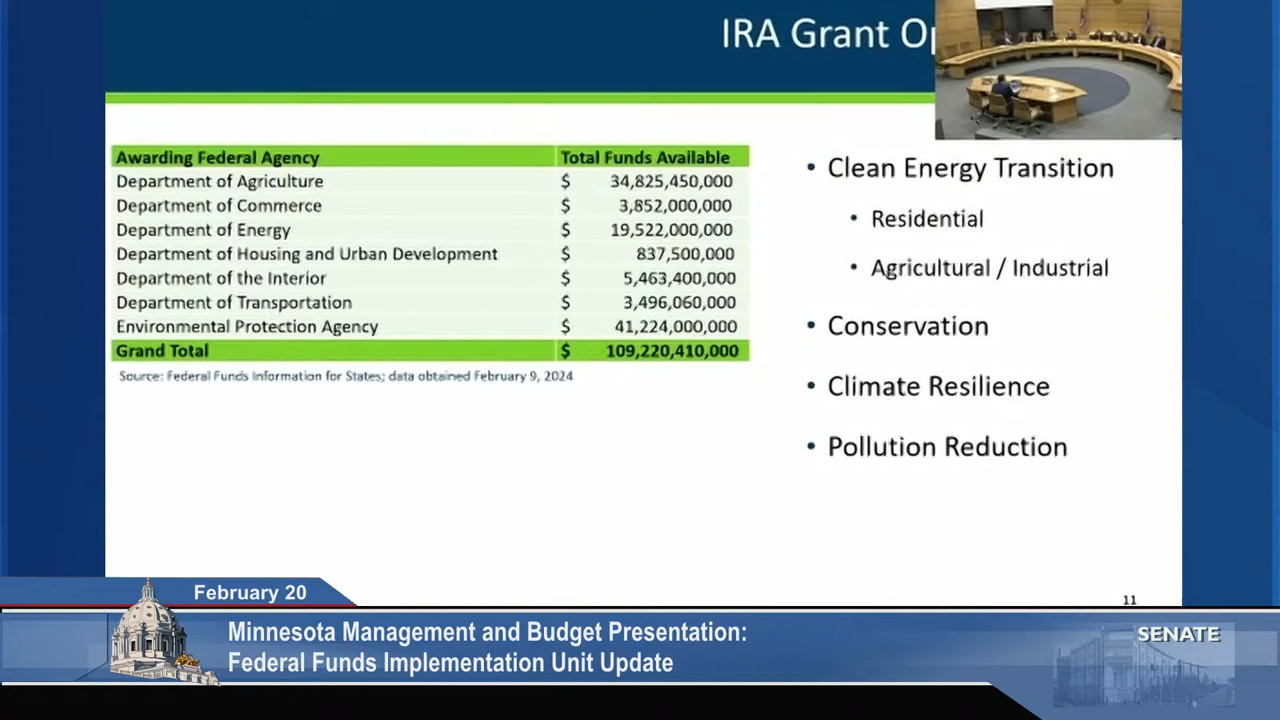 IRA Grant Op
Awarding Federal Agency Total Funds Available
Department of Agriculture $ 34,825,450,000
Department of Commerce $ 3,852,000,000
Department of Energy $ 19,522,000,000
Department of Housing and Urban Development $ 837,500,000
Department of the Interior $ 5,463,400,000
Department of Transportation $ 3,496,060,000
Environmental Protection Agency $ 41,224,000,000
Grand Total $ 109,220,410,000
Source: Federal Funds Information for States; data obtained February 9, 2024
• Clean Energy Transition
• Residential
• Agricultural / Industrial
• Conservation
• Climate Resilience
• Pollution Reduction
11
February 20
Minnesota Management and Budget Presentation:
Federal Funds Implementation Unit Update
SENATE